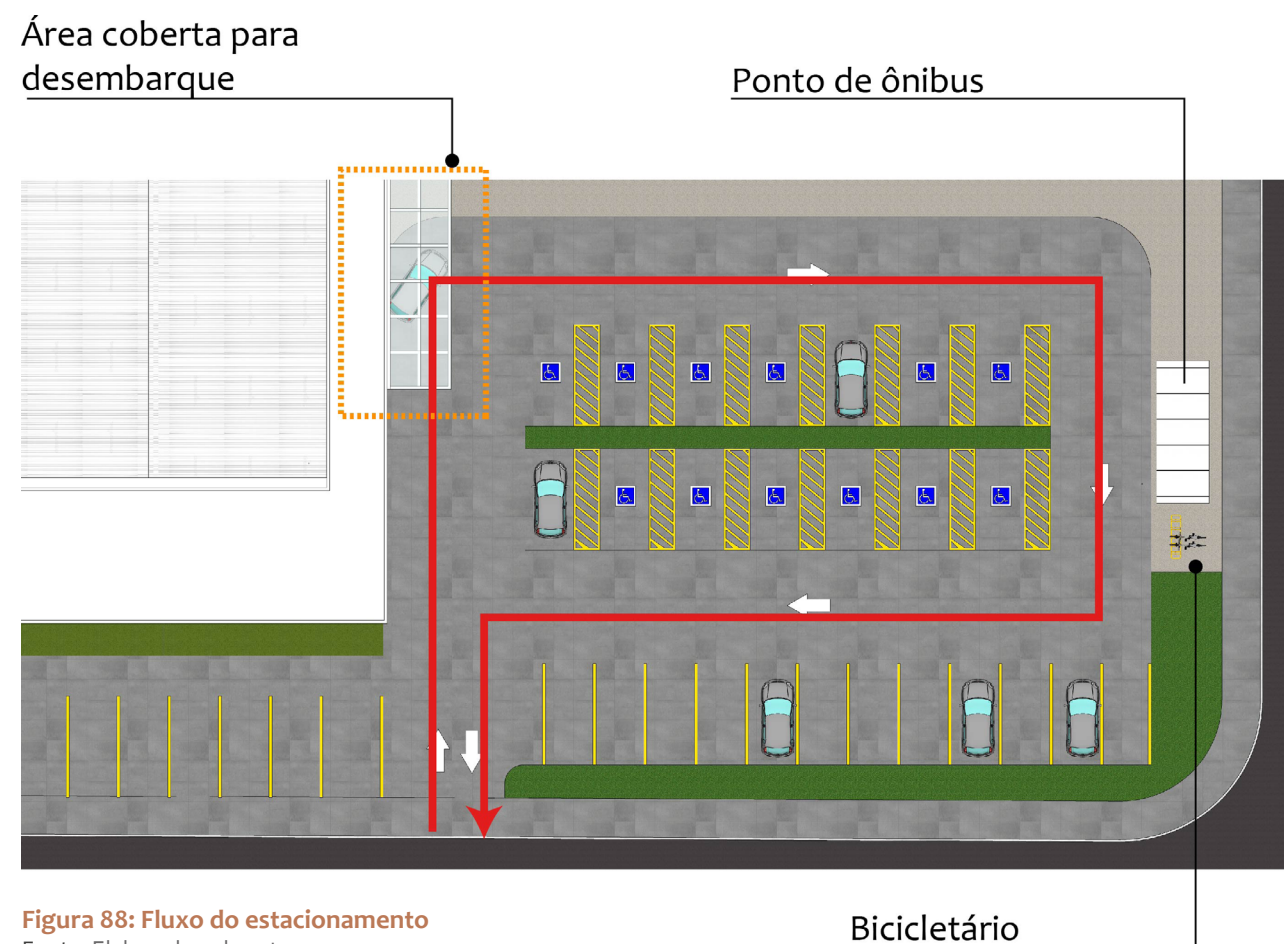 Área coberta para
desembarque
Ponto de ônibus
Figura 88: Fluxo do estacionamento
Bicicletário